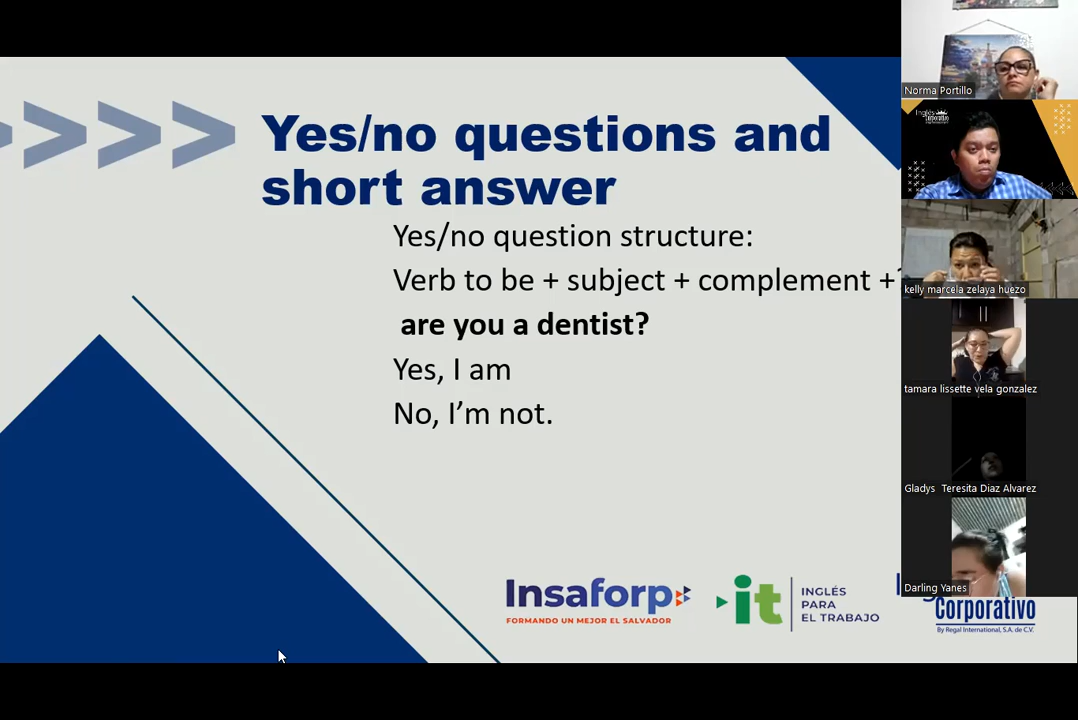 Yes/no questions and
short answer
Yes/no question structure:
Verb to be + subject + complement +?
are you a dentist?
Yes, I am
No, I’m not.
Insaforp
FORMANDO UN MEJOR EL SALVADOR
it
INGLÉS
PARA
EL TRABAJO
Corporativo
By Regal International, S.A. de C.V.
Norma Portillo
Inglés
Corporativo
kelly marcela zelaya huezo
tamara lissette vela gonzalez
Gladys Teresita Diaz Alvarez
Darling Yanes